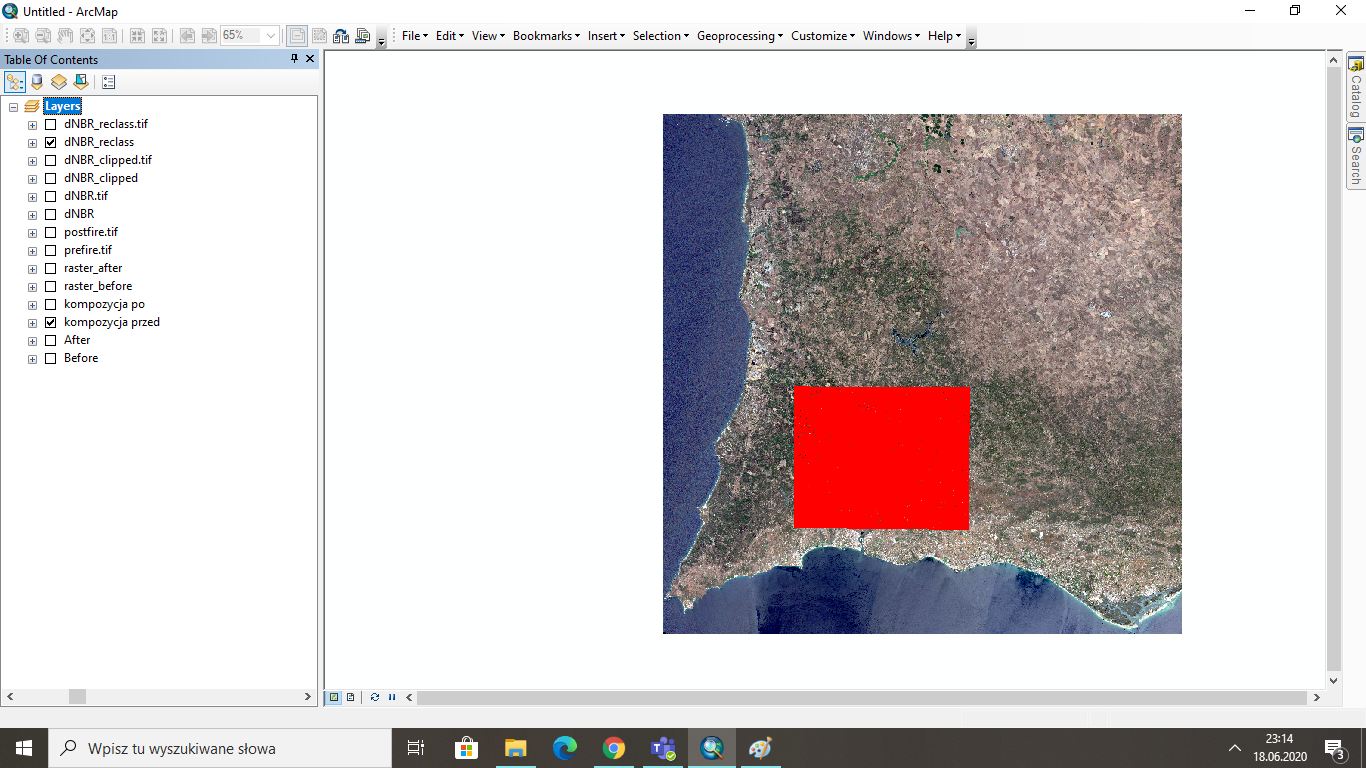 Untitled - ArcMap
65%
File Edit View Bookmarks Insert Selection Geoprocessing Customize Windows Help
Table Of Contents
Layers
dNBR_reclass.tif
dNBR_reclass
dNBR_clipped.tif
dNBR_clipped
dNBR.tif
dNBR
postfire.tif
prefire.tif
raster_after
raster_before
kompozycja po
kompozycja przed
After
Before
Catalog
Search
Wpisz tu wyszukiwane słowa
23:14
18.06.2020
3